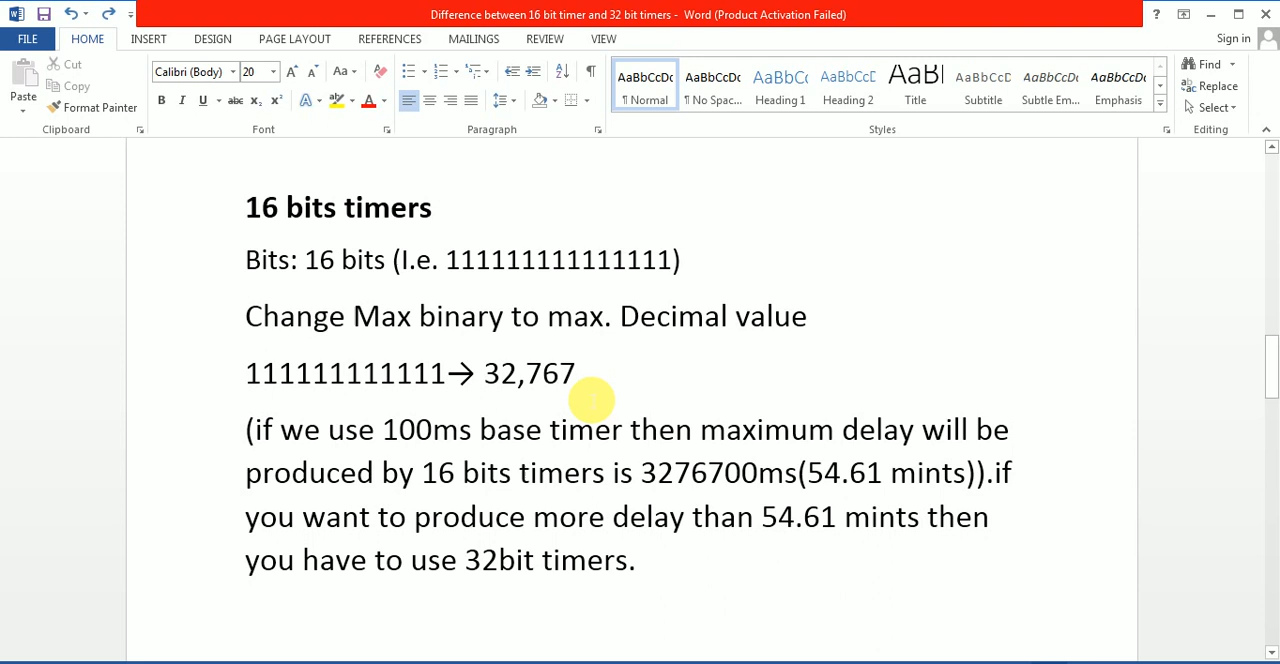 Difference between 16 bit timer and 32 bit timers - Word (Product Activation Failed)
FILE HOME INSERT DESIGN PAGE LAYOUT REFERENCES MAILINGS REVIEW VIEW Sign in
Paste Cut Copy Format Painter
Calibri (Body) 20
AaBbCcDc AaBbCcDc AaBbCc AaBbCcE AaBl AaBbCcD AaBbCcDc AaBbCcDc
¶ Normal ¶ No Spac... Heading 1 Heading 2 Title Subtitle Subtle Em... Emphasis
Find
Replace
Select
Clipboard Font Paragraph Styles Editing
16 bits timers
Bits: 16 bits (I.e. 111111111111111)
Change Max binary to max. Decimal value
111111111111→ 32,767
(if we use 100ms base timer then maximum delay will be
produced by 16 bits timers is 3276700ms(54.61 mints)).if
you want to produce more delay than 54.61 mints then
you have to use 32bit timers.